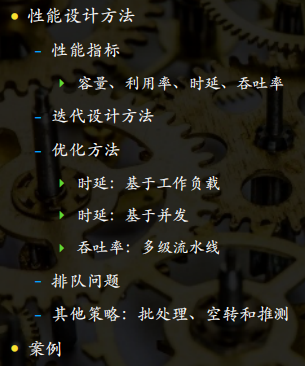 性能设计方法
性能指标
容量、利用率、时延、吞吐率
迭代设计方法
优化方法
时延：基于工作负载
时延：基于并发
吞吐率：多级流水线
排队问题
其他策略：批处理、空转和推测
案例